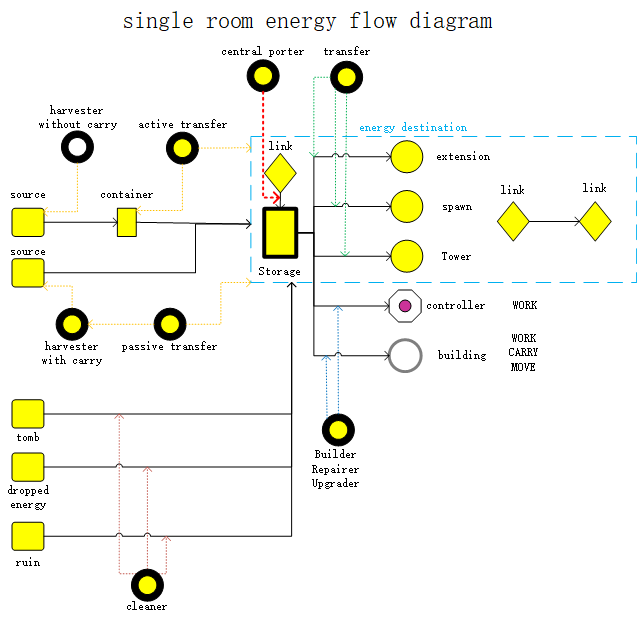 single room energy flow diagram
central porter
transfer
harvester
without carry
active transfer
energy destination
link
extension
source
container
link
link
spawn
source
Storage
Tower
controller
WORK
harvester
with carry
passive transfer
building
WORK
CARRY
MOVE
tomb
Builder
Repairer
Upgrader
dropped
energy
ruin
cleaner